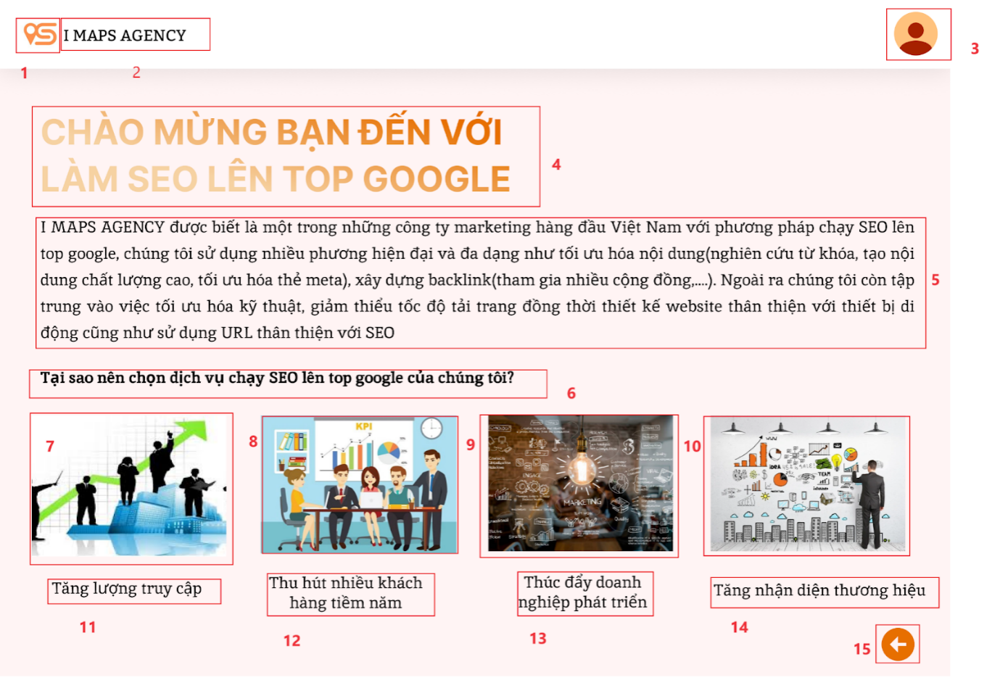 I MAPS AGENCY
1
2
3
CHÀO MỪNG BẠN ĐẾN VỚI
LÀM SEO LÊN TOP GOOGLE
4
I MAPS AGENCY được biết là một trong những công ty marketing hàng đầu Việt Nam với phương pháp chạy SEO lên
top google, chúng tôi sử dụng nhiều phương hiện đại và đa dạng như tối ưu hóa nội dung(nghiên cứu từ khóa, tạo nội
dung chất lượng cao, tối ưu hóa thẻ meta), xây dựng backlink(tham gia nhiều cộng đồng,....). Ngoài ra chúng tôi còn tập
trung vào việc tối ưu hóa kỹ thuật, giảm thiểu tốc độ tải trang đồng thời thiết kế website thân thiện với thiết bị di
động cũng như sử dụng URL thân thiện với SEO
5
Tại sao nên chọn dịch vụ chạy SEO lên top google của chúng tôi?
6
7
8
KPI
9
ENGAGE
VIRAL
MARKETING
Quality
10
WWW
iDEA
SALE
TEAM
internet
Tăng lượng truy cập
Thu hút nhiều khách
hàng tiềm năm
Thúc đẩy doanh
nghiệp phát triển
Tăng nhận diện thương hiệu
11
12
13
14
15